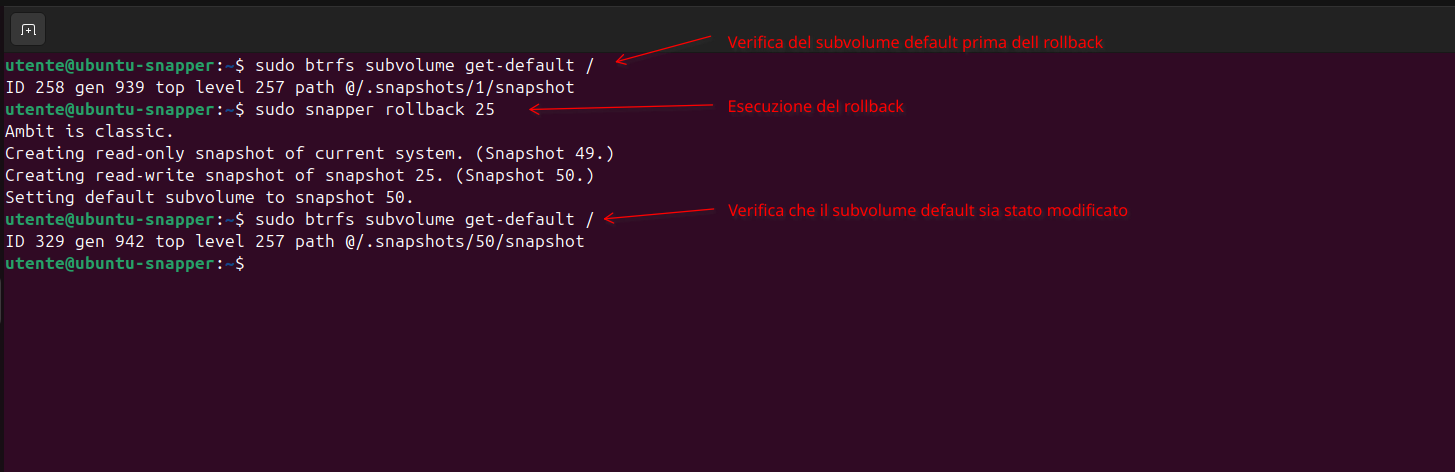 Verifica del subvolume default prima dell rollback
utente@ubuntu-snapper:~$ sudo btrfs subvolume get-default /
ID 258 gen 939 top level 257 path @/.snapshots/1/snapshot
utente@ubuntu-snapper:~$ sudo snapper rollback 25
Esecuzione del rollback
Ambit is classic.
Creating read-only snapshot of current system. (Snapshot 49.)
Creating read-write snapshot of snapshot 25. (Snapshot 50.)
Setting default subvolume to snapshot 50.
utente@ubuntu-snapper:~$ sudo btrfs subvolume get-default /
Verifica che il subvolume default sia stato modificato
ID 329 gen 942 top level 257 path @/.snapshots/50/snapshot
utente@ubuntu-snapper:~$